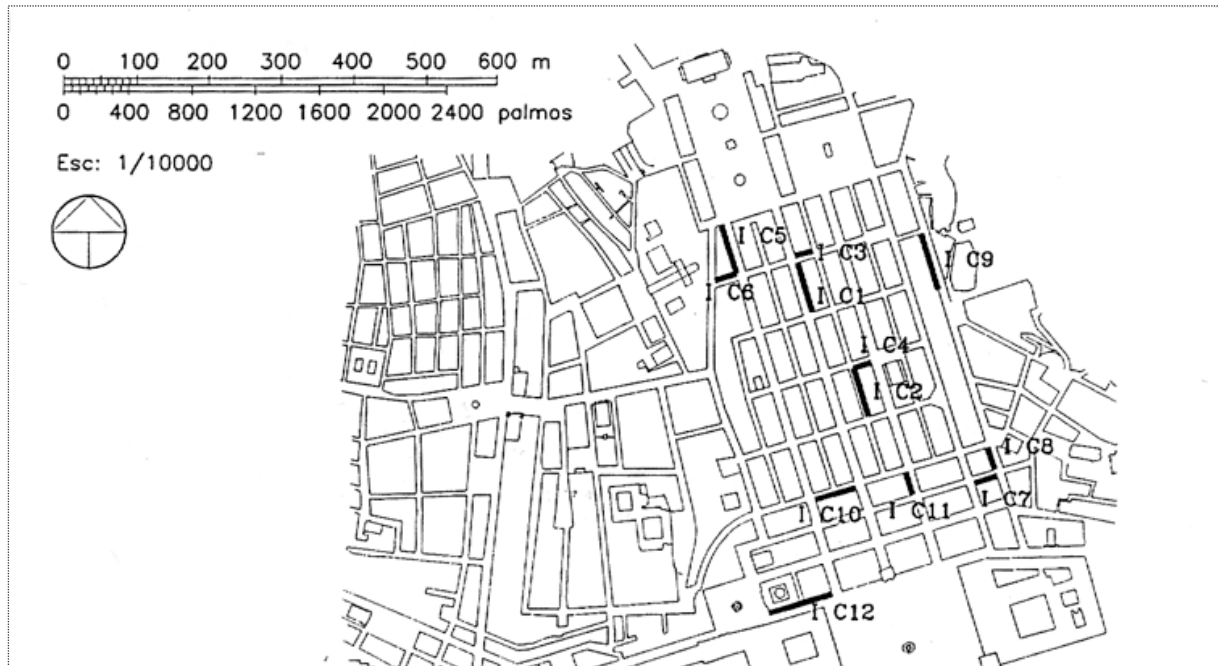 0 100 200 300 400 500 600 m
0 400 800 1200 1600 2000 2400 palmos
Esc: 1/10000
I C5
I C3
I C9
I C6
I C1
I C4
I C2
I C8
I C7
I C10
I C11
I C12